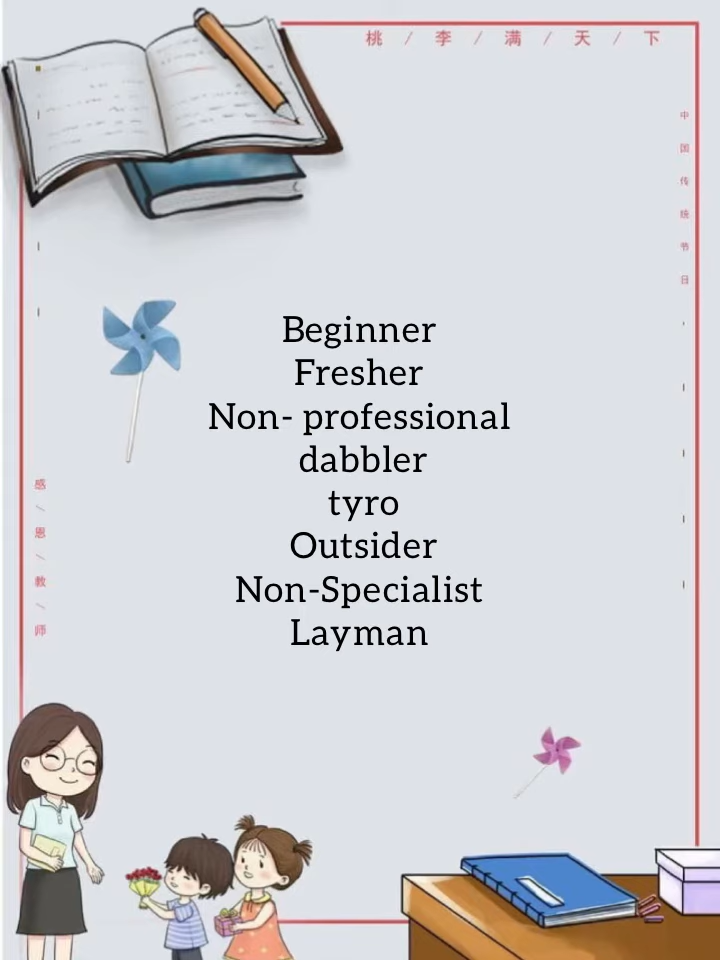 桃 / 李 / 满 / 天 / 下
中国传统节日
Beginner
Fresher
Non- professional
dabbler
tyro
Outsider
Non-Specialist
Layman
感 / 恩 / 教 / 师